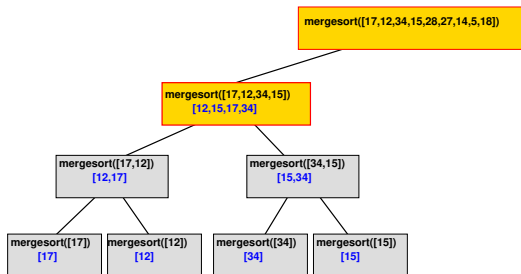 mergesort([17,12,34,15,28,27,14,5,18])
mergesort([17,12,34,15])
[12,15,17,34]
mergesort([17,12])
[12,17]
mergesort([34,15])
[15,34]
mergesort([17])
[17]
mergesort([12])
[12]
mergesort([34])
[34]
mergesort([15])
[15]